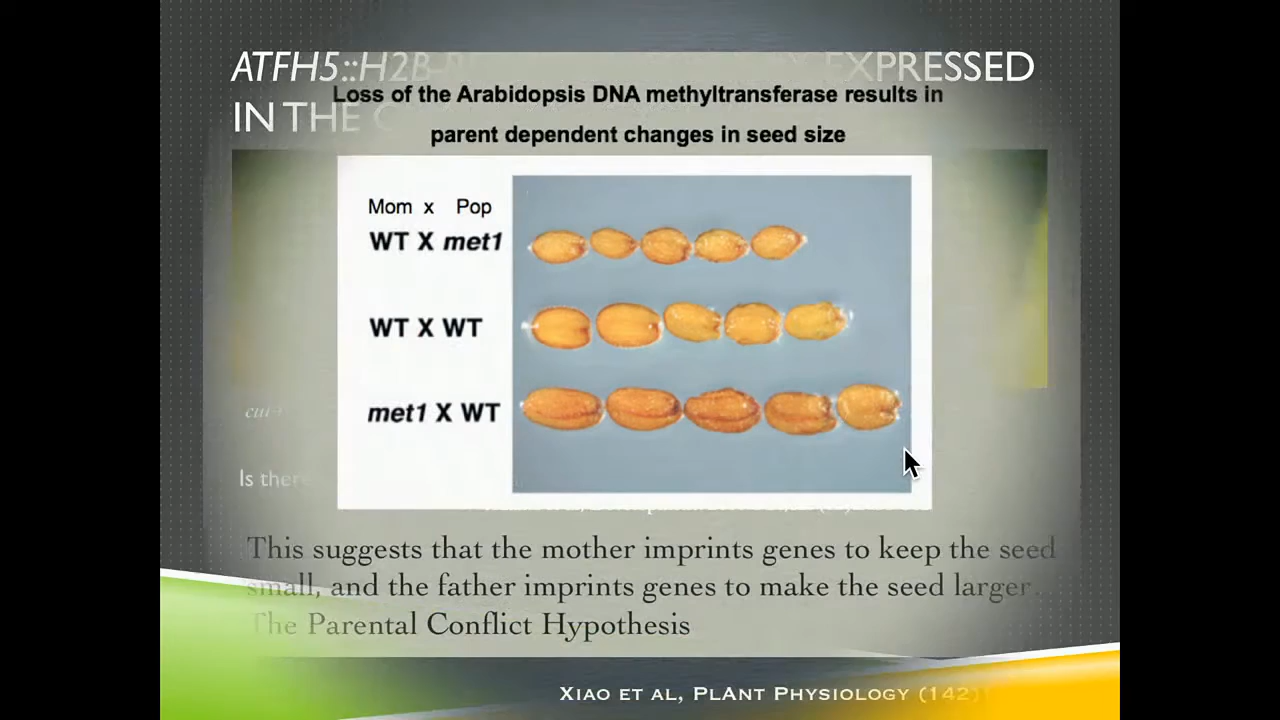 ATFH5::H2B EXPRESSED
IN THE
Loss of the Arabidopsis DNA methyltransferase results in
parent dependent changes in seed size
Mom x Pop
WT X met1
WT X WT
met1 X WT
Is there
This suggests that the mother imprints genes to keep the seed
small, and the father imprints genes to make the seed larger.
The Parental Conflict Hypothesis
XIAO ET AL, PLANT PHYSIOLOGY (142)